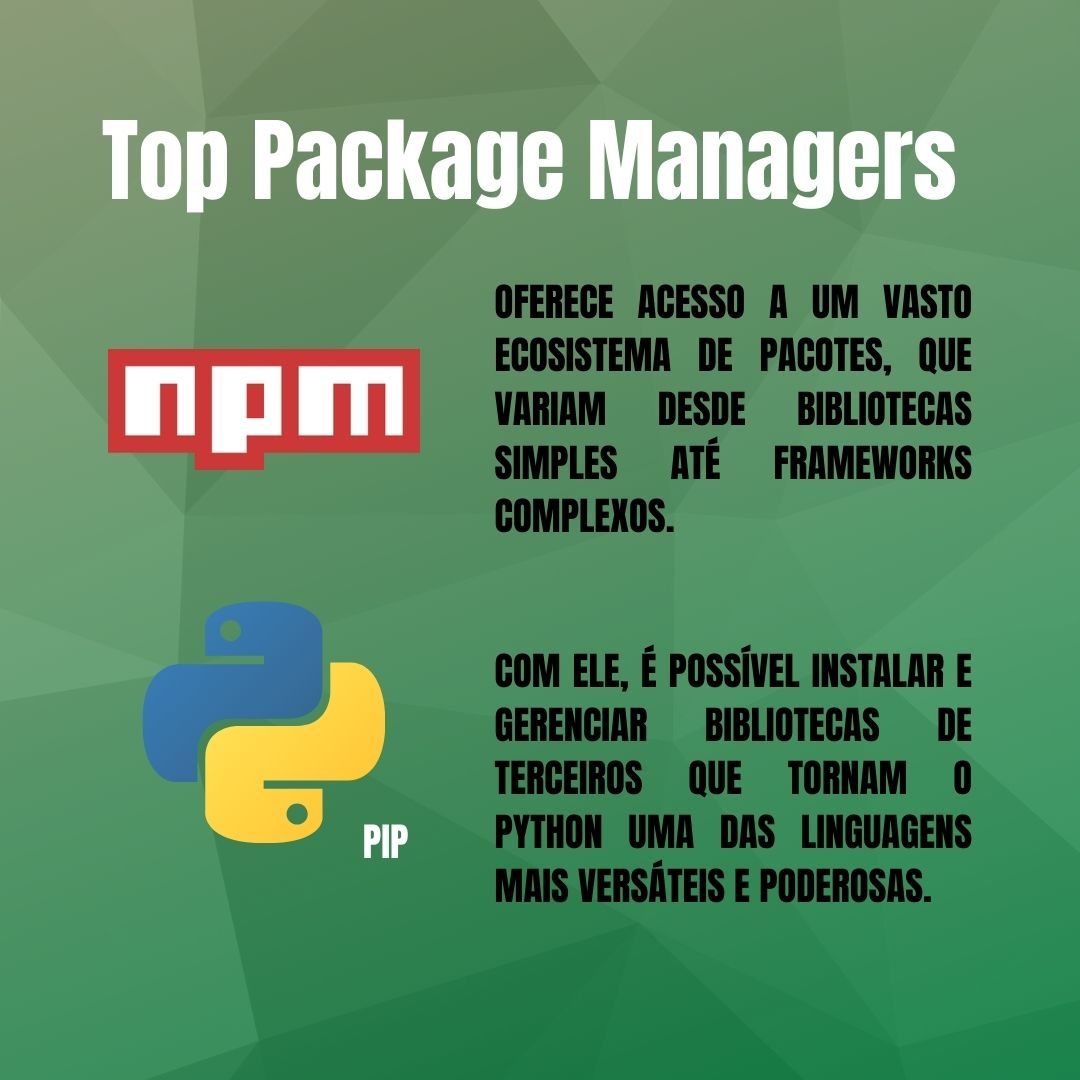 Top Package Managers
npm
OFERECE ACESSO A UM VASTO
ECOSISTEMA DE PACOTES, QUE
VARIAM DESDE BIBLIOTECAS
SIMPLES ATÉ FRAMEWORKS
COMPLEXOS.
PIP
COM ELE, É POSSÍVEL INSTALAR E
GERENCIAR BIBLIOTECAS DE
TERCEIROS QUE TORNAM O
PYTHON UMA DAS LINGUAGENS
MAIS VERSÁTEIS E PODEROSAS.